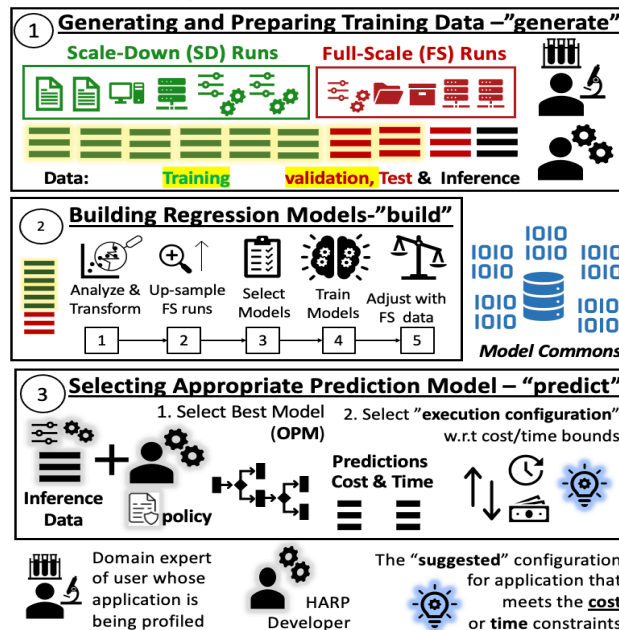 1 Generating and Preparing Training Data –"generate"
Scale-Down (SD) Runs Full-Scale (FS) Runs
Data: Training validation, Test & Inference
2 Building Regression Models-"build"
Analyze & Transform
Up-sample FS runs
Select Models
Train Models
Adjust with FS data
1 2 3 4 5
1010 1010
1010 1010
1010 1010
1010 1010
1010 1010
Model Commons
3 Selecting Appropriate Prediction Model – "predict"
1. Select Best Model
(OPM)
2. Select "execution configuration"
w.r.t cost/time bounds
Inference
Data
policy
Predictions
Cost & Time
Domain expert
of user whose
application is
being profiled
HARP
Developer
The "suggested" configuration
for application that
meets the cost
or time constraints